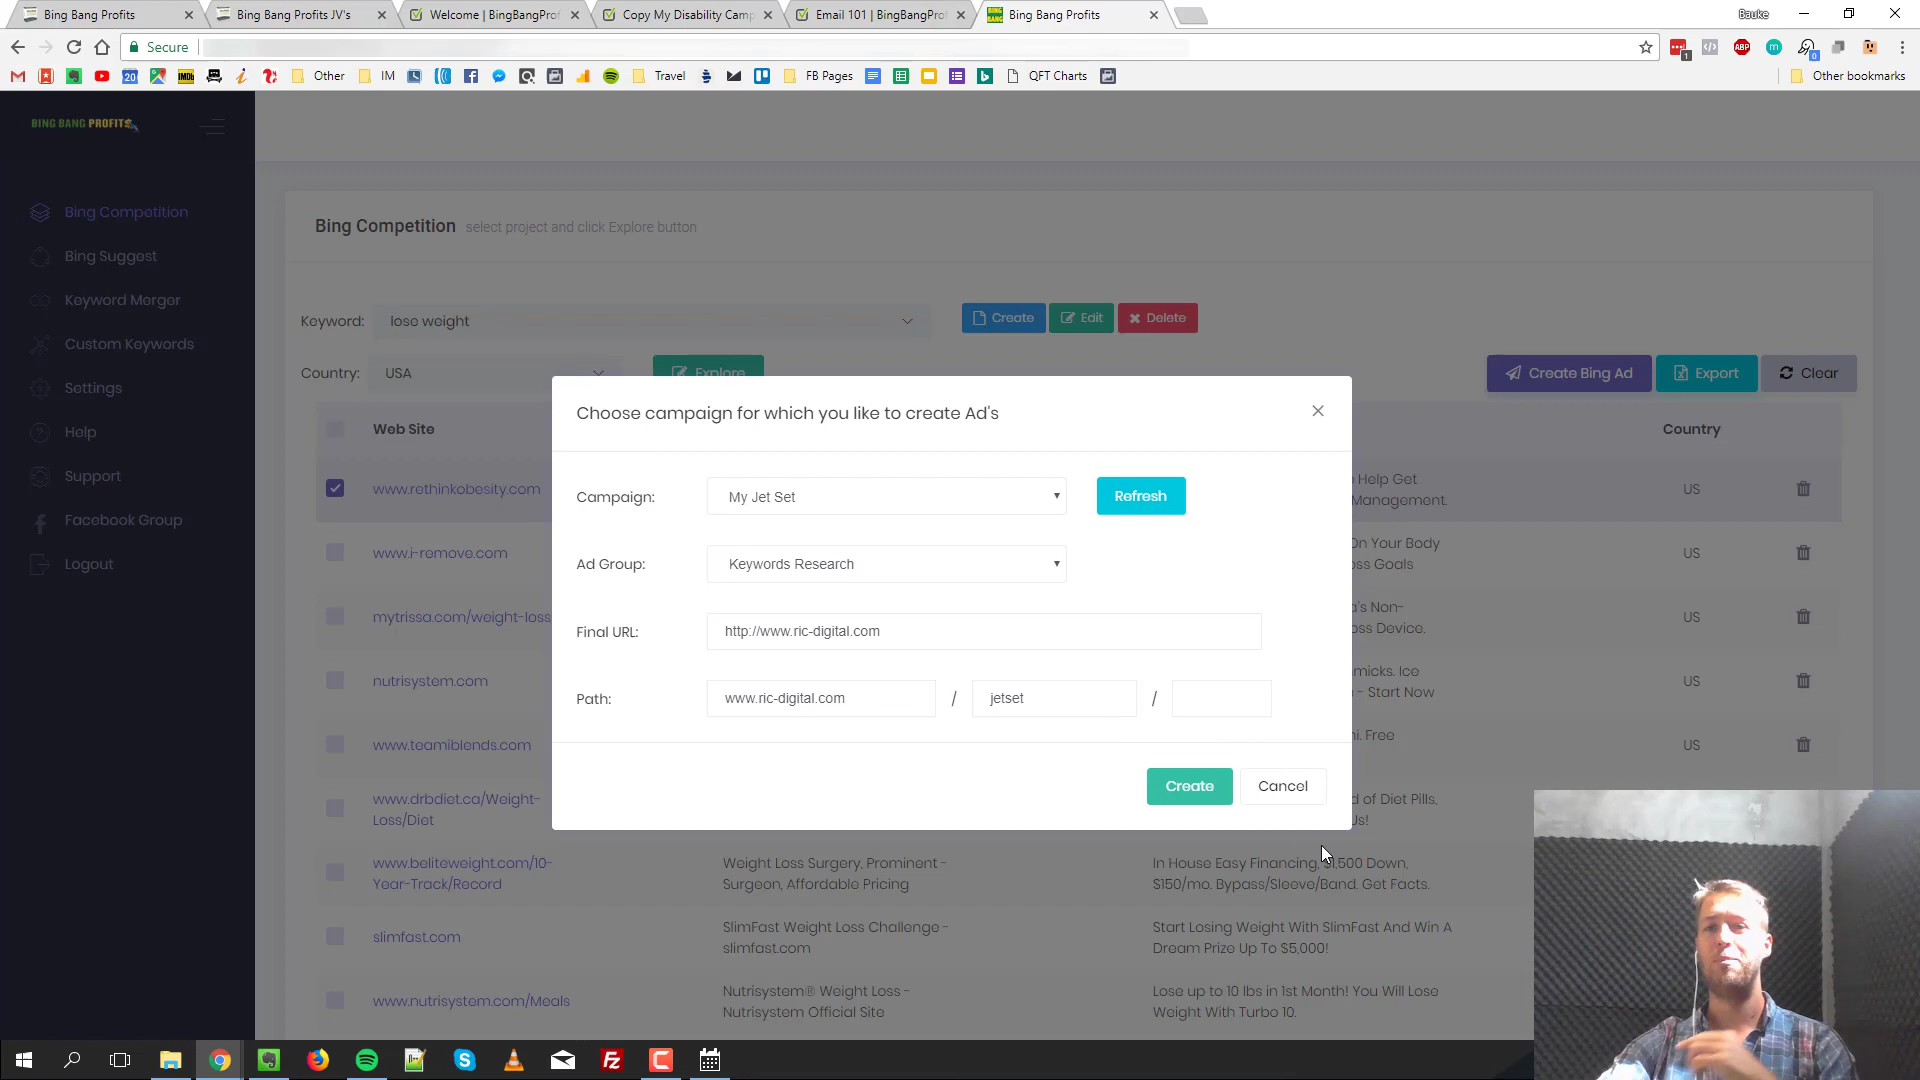 Bing Bang Profits
Bing Bang Profits JV's
Welcome | BingBangProf
Copy My Disability Camp
Email 101 | BingBangPro
Bing Bang Profits
Bauke
Secure
Other
IM
Travel
FB Pages
QFT Charts
Other bookmarks
BING BANG PROFITS
Bing Competition
Bing Suggest
Keyword Merger
Custom Keywords
Settings
Help
Support
Facebook Group
Logout
Bing Competition select project and click Explore button
Keyword: lose weight
Create
Edit
Delete
Country: USA
Explore
Create Bing Ad
Export
Clear
Web Site
Country
Choose campaign for which you like to create Ad's
Campaign: My Jet Set
Refresh
Ad Group: Keywords Research
Final URL: http://www.ric-digital.com
Path: www.ric-digital.com / jetset /
Create
Cancel
www.rethinkobesity.com
Help Get
Management.
US
www.i-remove.com
On Your Body
oss Goals
US
mytrissa.com/weight-loss
a's Non-
oss Device.
US
nutrisystem.com
micks. Ice
- Start Now
US
www.teamiblends.com
ni. Free
US
www.drbdiet.ca/Weight-
Loss/Diet
d of Diet Pills,
Us!
www.beliteweight.com/10-
Year-Track/Record
Weight Loss Surgery, Prominent -
Surgeon, Affordable Pricing
In House Easy Financing, $1,500 Down,
$150/mo. Bypass/Sleeve/Band. Get Facts.
slimfast.com
SlimFast Weight Loss Challenge -
slimfast.com
Start Losing Weight With SlimFast And Win A
Dream Prize Up To $5,000!
www.nutrisystem.com/Meals
Nutrisystem® Weight Loss -
Nutrisystem Official Site
Lose up to 10 lbs in 1st Month! You Will Lose
Weight With Turbo 10.